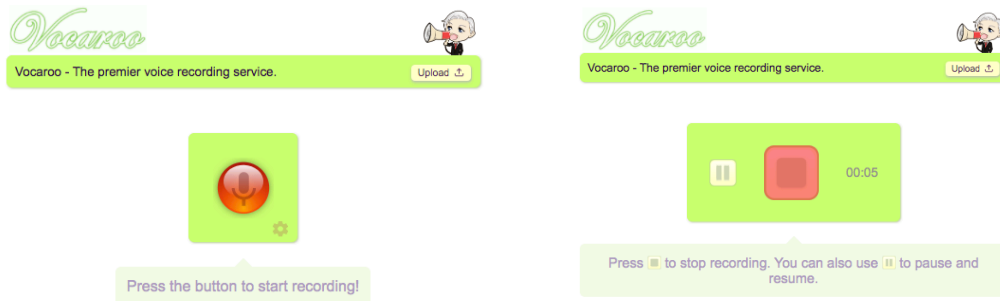 Vocaroo
Vocaroo - The premier voice recording service.
Upload
Press the button to start recording!
Vocaroo
Vocaroo - The premier voice recording service.
Upload
00:05
Press to stop recording. You can also use to pause and
resume.